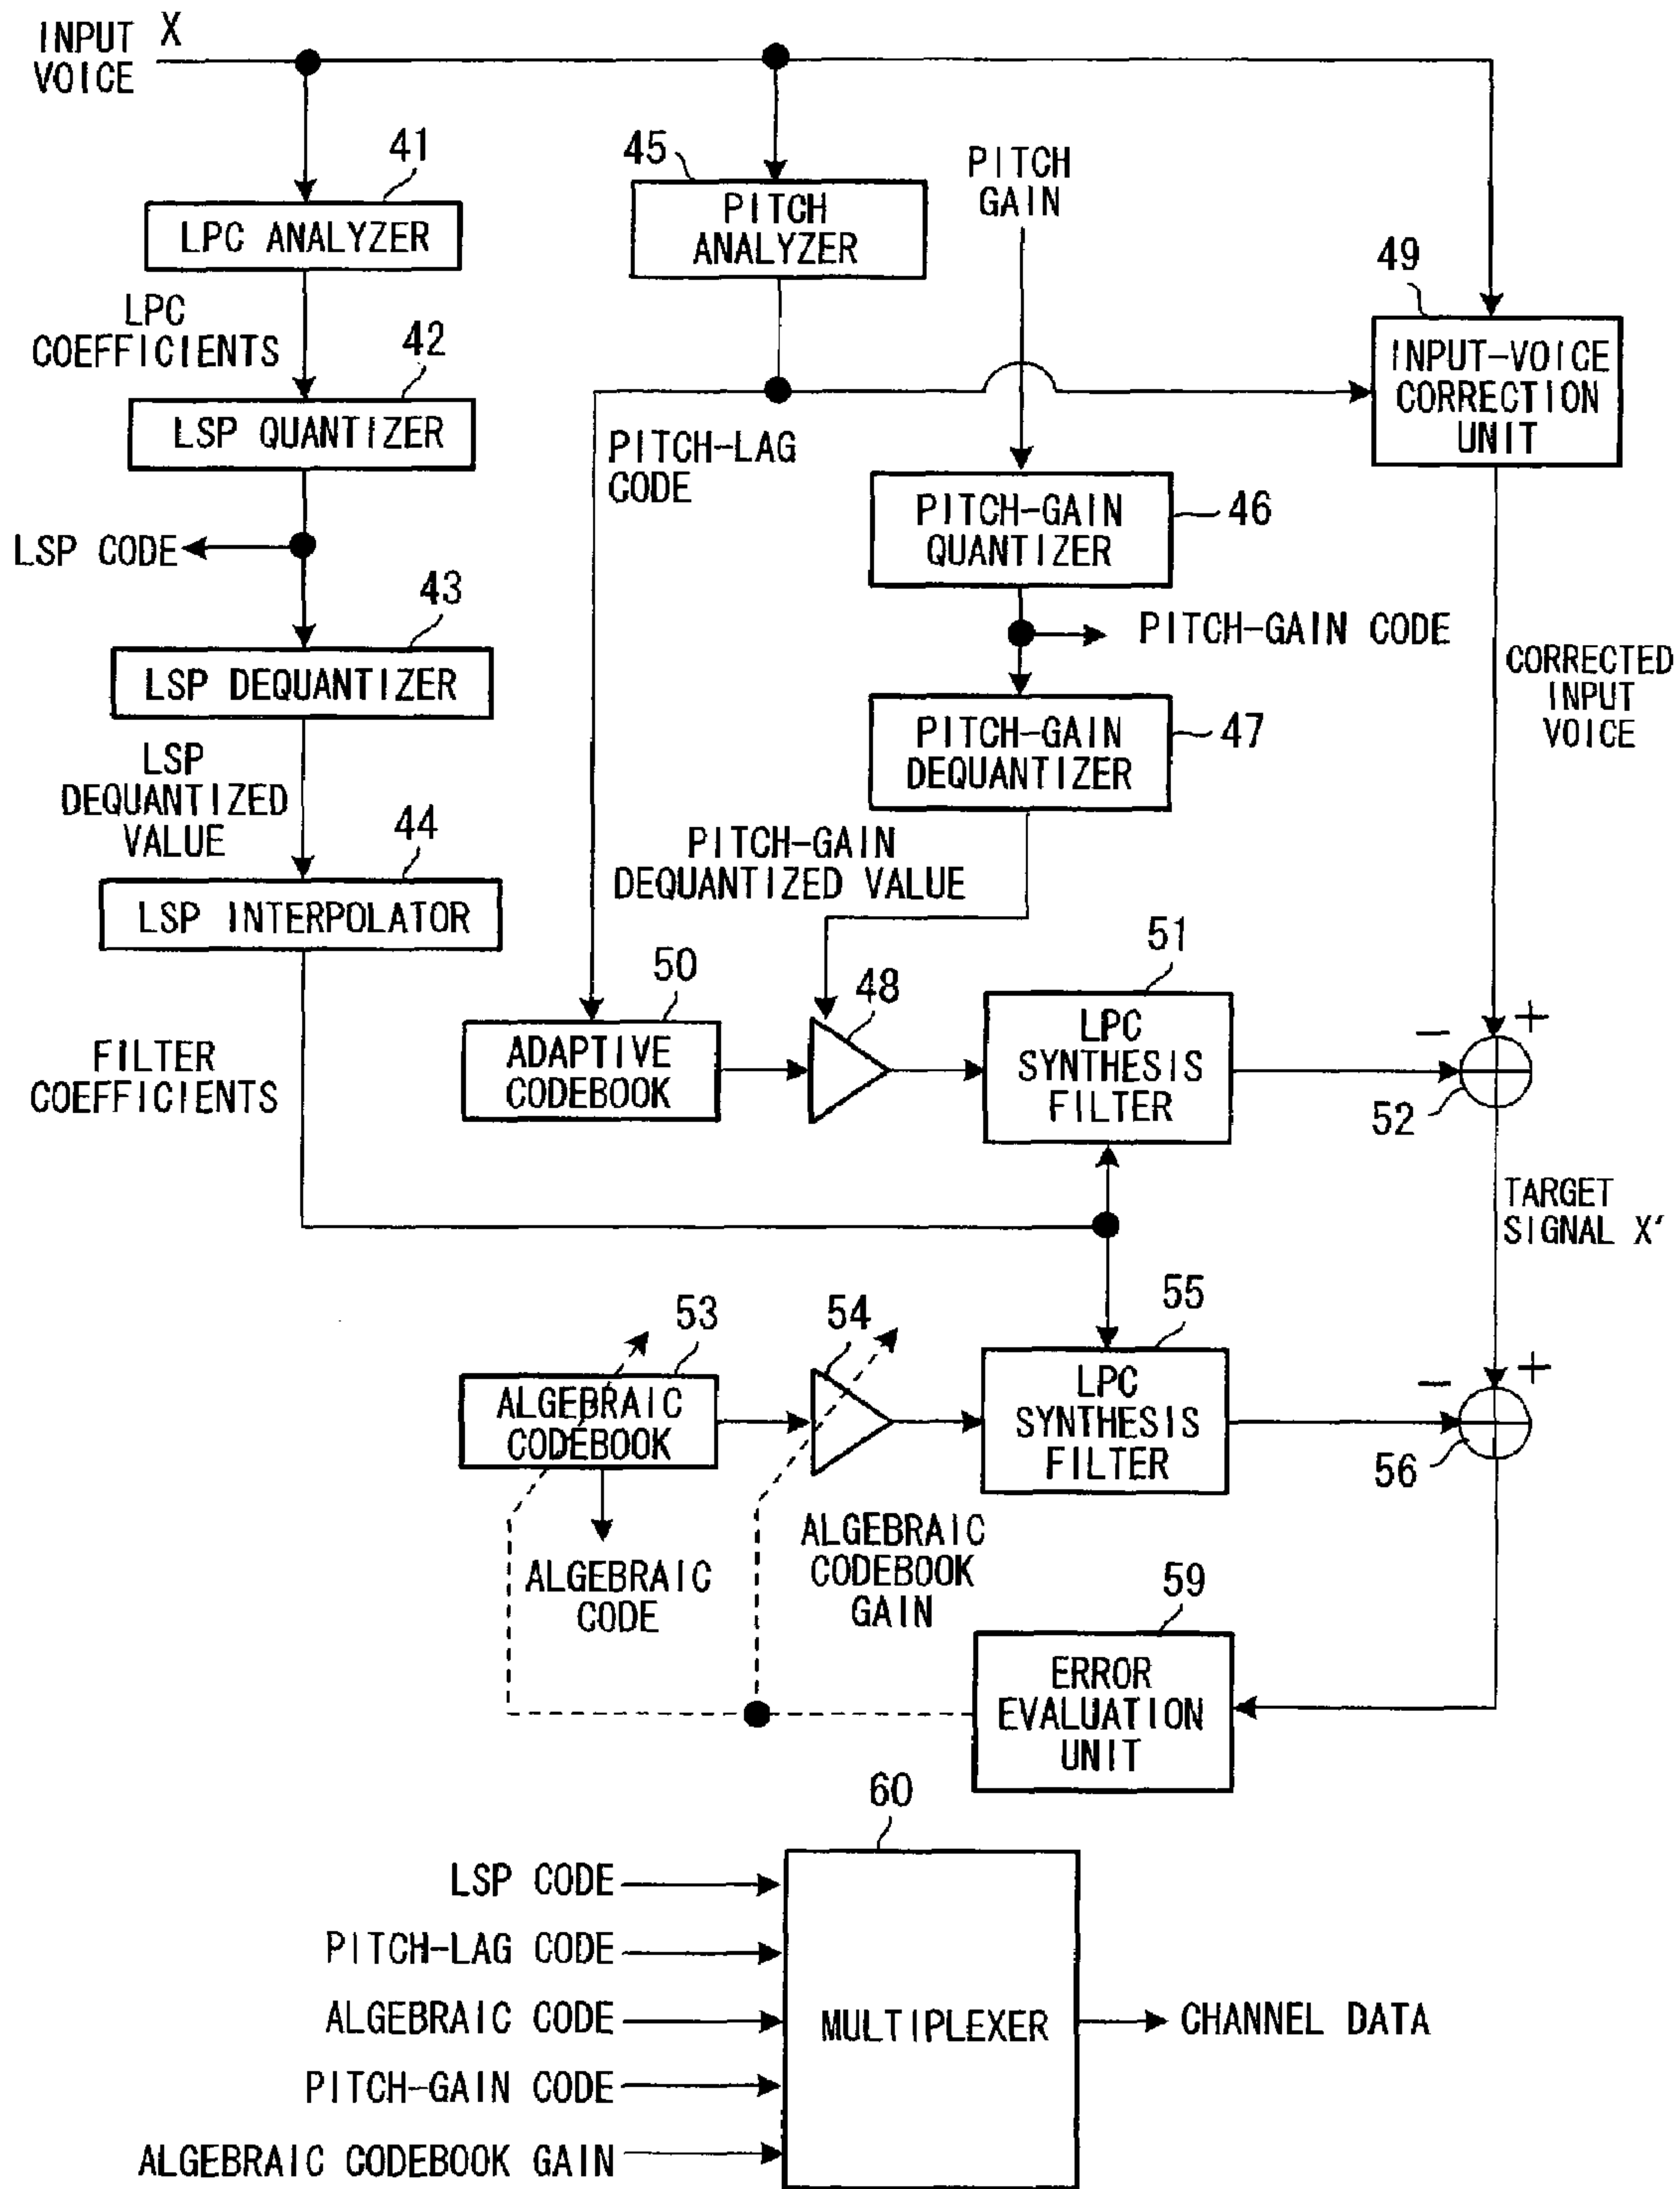 INPUT
VOICE
X
41
LPC ANALYZER
LPC
COEFFICIENTS
42
LSP QUANTIZER
LSP CODE
43
LSP DEQUANTIZER
LSP
DEQUANTIZED
VALUE
44
LSP INTERPOLATOR
FILTER
COEFFICIENTS
45
PITCH
ANALYZER
PITCH
GAIN
49
INPUT-VOICE
CORRECTION
UNIT
PITCH-LAG
CODE
PITCH-GAIN
QUANTIZER
46
PITCH-GAIN CODE
PITCH-GAIN
DEQUANTIZER
47
CORRECTED
INPUT
VOICE
PITCH-GAIN
DEQUANTIZED VALUE
50
ADAPTIVE
CODEBOOK
48
51
LPC
SYNTHESIS
FILTER
− +
52
TARGET
SIGNAL X'
53
ALGEBRAIC
CODEBOOK
54
55
LPC
SYNTHESIS
FILTER
− +
56
ALGEBRAIC
CODE
ALGEBRAIC
CODEBOOK
GAIN
59
ERROR
EVALUATION
UNIT
60
LSP CODE
PITCH-LAG CODE
ALGEBRAIC CODE
PITCH-GAIN CODE
ALGEBRAIC CODEBOOK GAIN
MULTIPLEXER
CHANNEL DATA